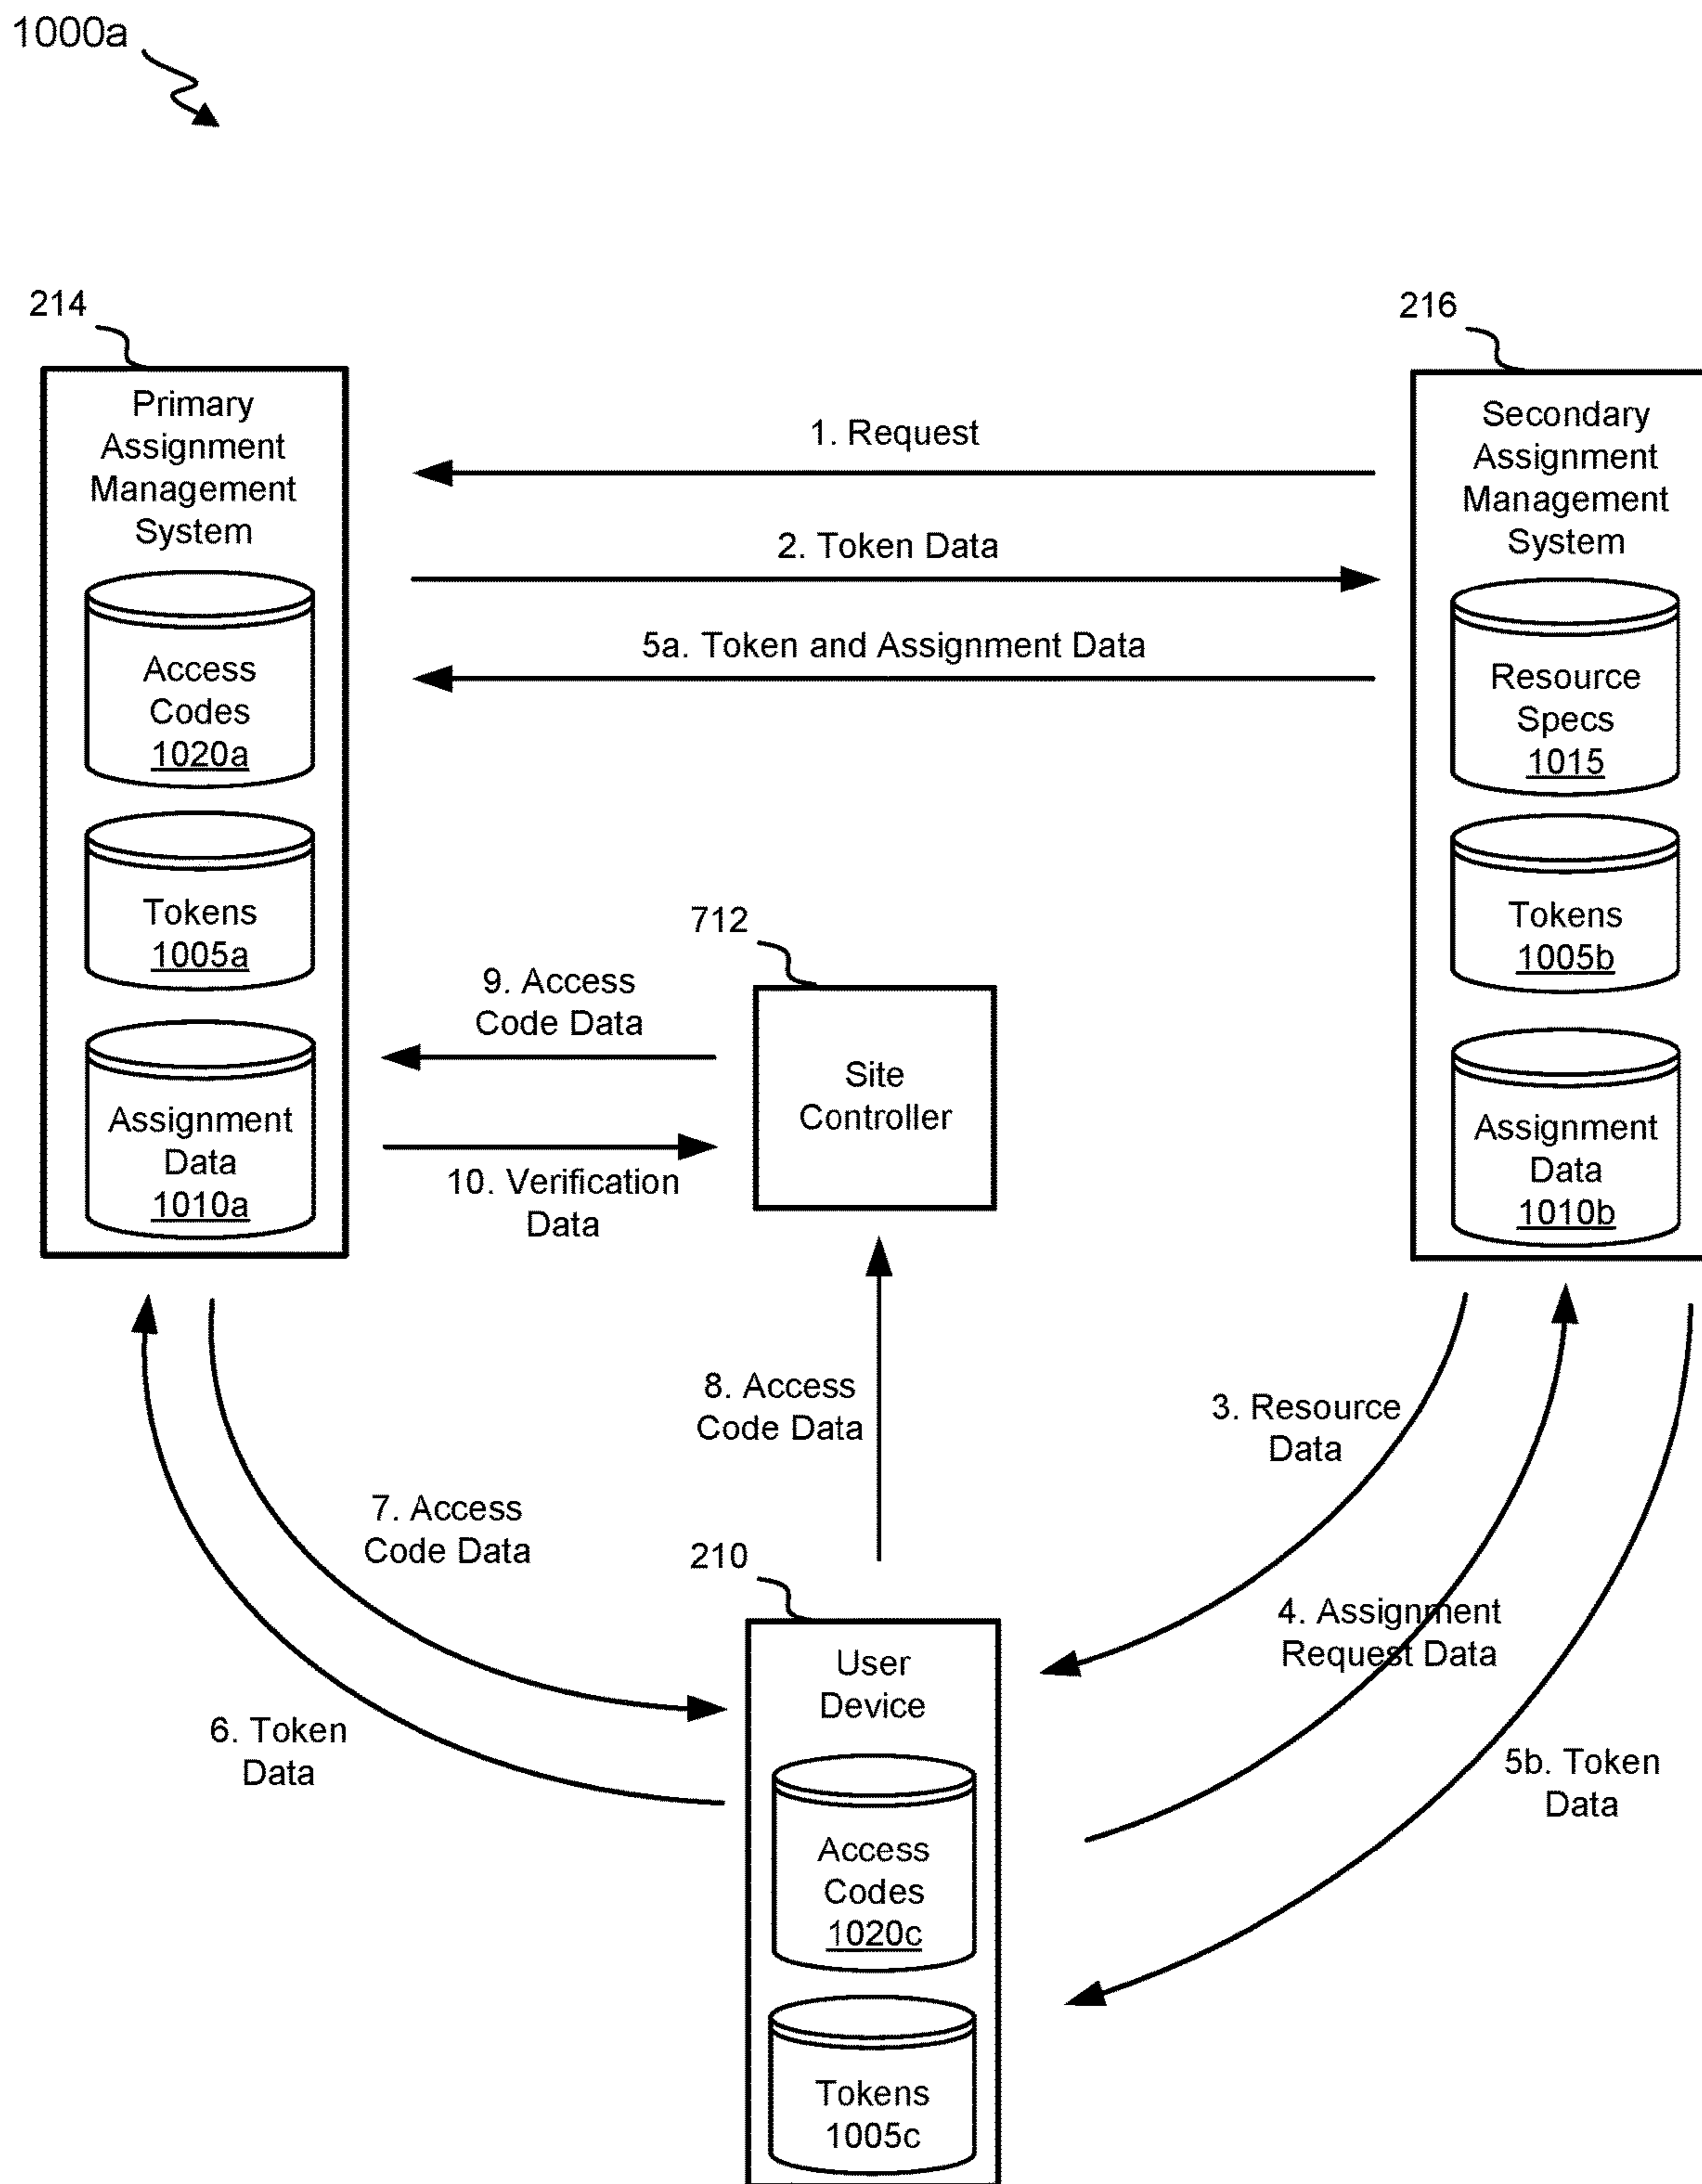 1000a
214
216
Primary
Assignment
Management
System
Access
Codes
1020a
Tokens
1005a
Assignment
Data
1010a
1. Request
2. Token Data
5a. Token and Assignment Data
Secondary
Assignment
Management
System
Resource
Specs
1015
Tokens
1005b
Assignment
Data
1010b
712
9. Access
Code Data
Site
Controller
10. Verification
Data
8. Access
Code Data
3. Resource
Data
7. Access
Code Data
210
4. Assignment
Request Data
6. Token
Data
5b. Token
Data
User
Device
Access
Codes
1020c
Tokens
1005c